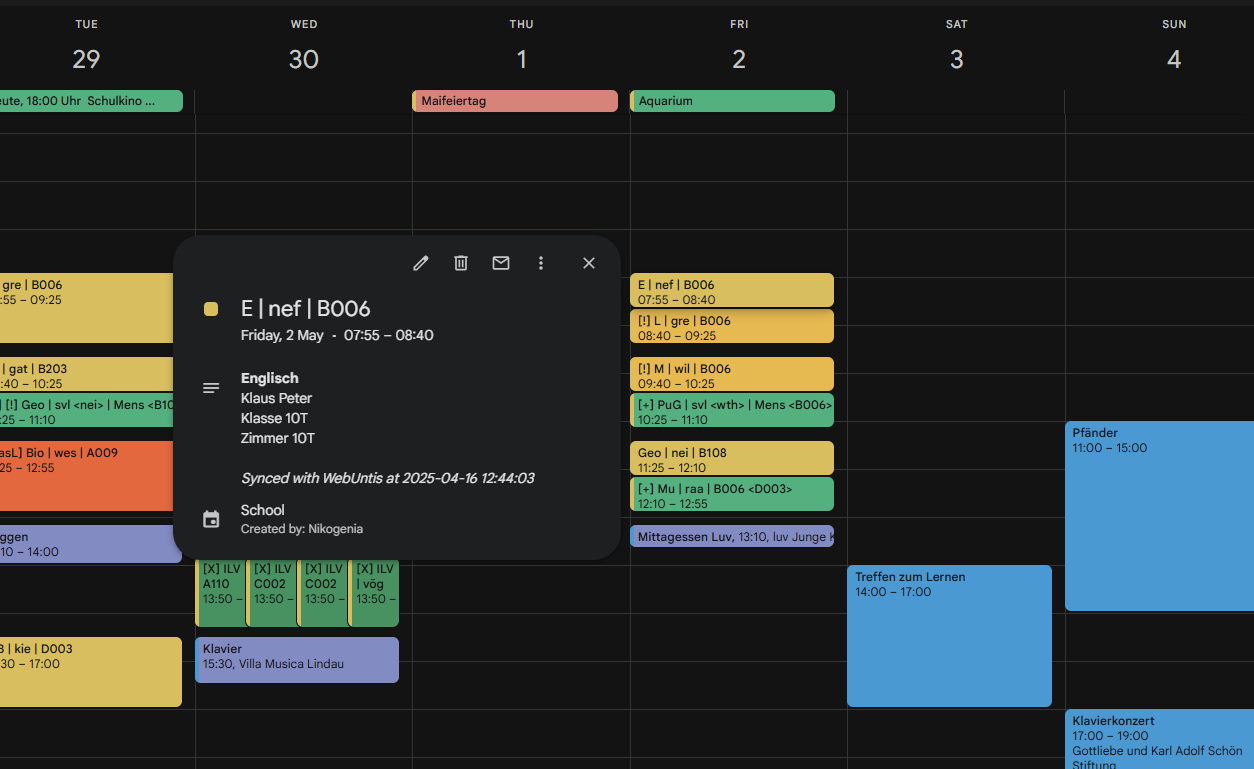 TUE
29
WED
30
THU
1
FRI
2
SAT
3
SUN
4
eute, 18:00 Uhr Schulkino ...
Maifeiertag
Aquarium
gre | B006
:55 – 09:25
| gat | B203
:40 – 10:25
[!] Geo | svl <nei> | Mens <B10
:25 – 11:10
asL] Bio | wes | A009
25 – 12:55
ggen
10 – 14:00
| kie | D003
30 – 17:00
E | nef | B006
Friday, 2 May · 07:55 – 08:40
Englisch
Klaus Peter
Klasse 10T
Zimmer 10T
Synced with WebUntis at 2025-04-16 12:44:03
School
Created by: Nikogenia
[X] ILV
A110
13:50 –
[X] ILV
C002
13:50 –
[X] ILV
C002
13:50 –
[X] ILV
| vög
13:50 –
Klavier
15:30, Villa Musica Lindau
E | nef | B006
07:55 – 08:40
[!] L | gre | B006
08:40 – 09:25
[!] M | wil | B006
09:40 – 10:25
[+] PuG | svl <wth> | Mens <B006>
10:25 – 11:10
Geo | nei | B108
11:25 – 12:10
[+] Mu | raa | B006 <D003>
12:10 – 12:55
Mittagessen Luv, 13:10, luv Junge K
Treffen zum Lernen
14:00 – 17:00
Pfänder
11:00 – 15:00
Klavierkonzert
17:00 – 19:00
Gottliebe und Karl Adolf Schön
Stiftung